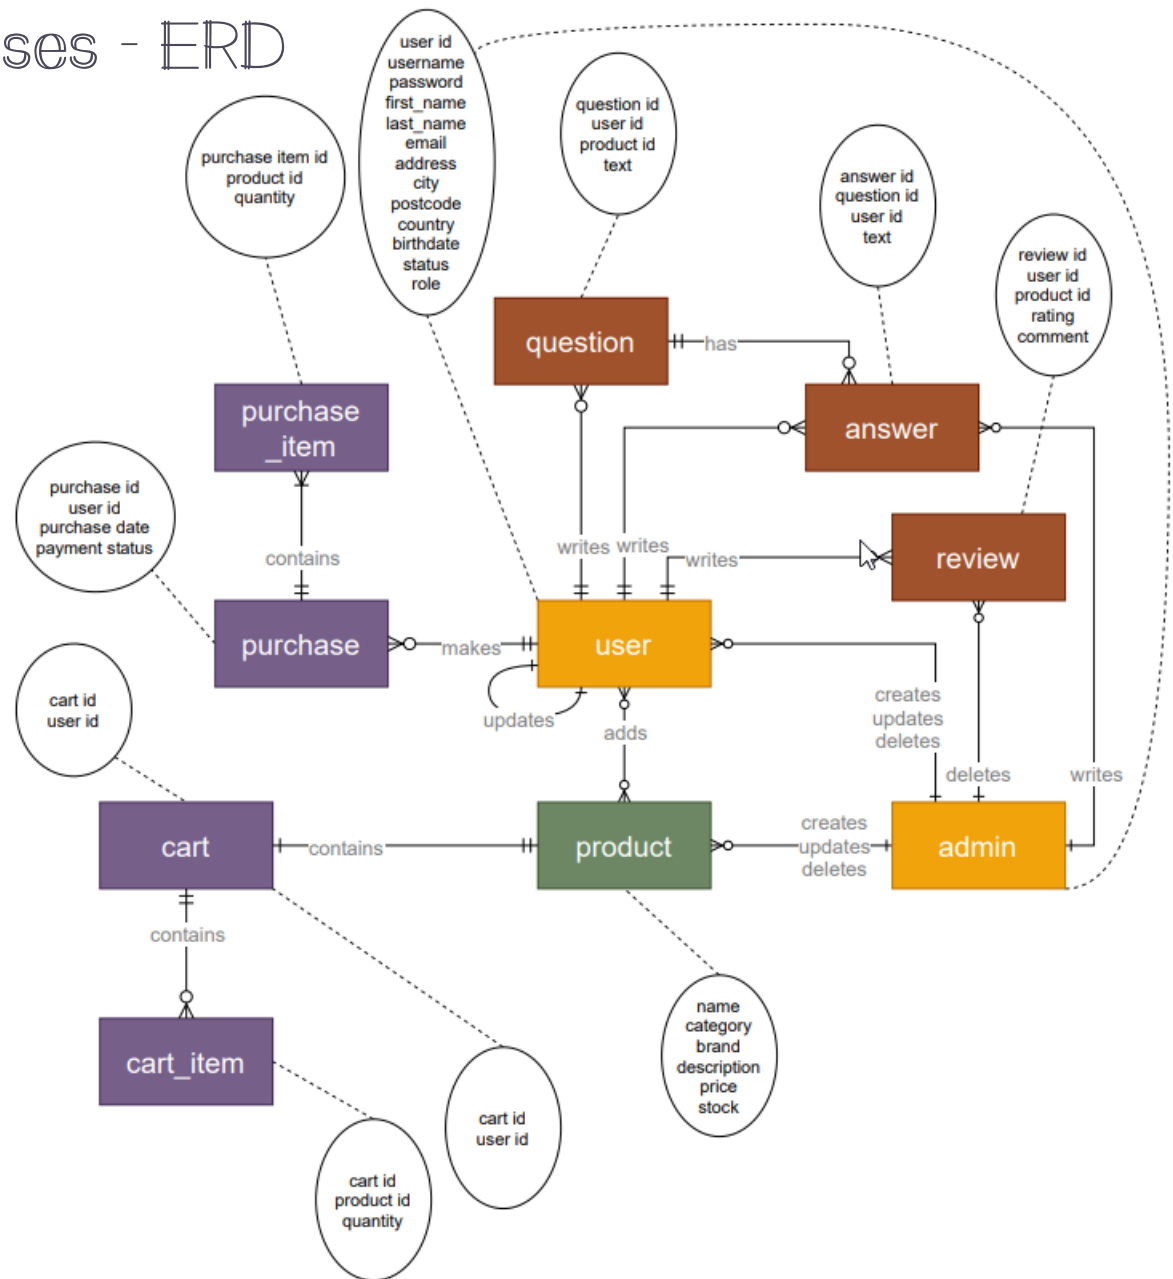 ses - ERD
user id
username
password
first_name
last_name
email
address
city
postcode
country
birthdate
status
role
question id
user id
product id
text
purchase item id
product id
quantity
answer id
question id
user id
text
review id
user id
product id
rating
comment
question
has
purchase
_item
answer
purchase id
user id
purchase date
payment status
contains
writes
writes
writes
review
purchase
makes
user
updates
adds
creates
updates
deletes
deletes
writes
cart id
user id
cart
contains
product
creates
updates
deletes
admin
contains
cart_item
name
category
brand
description
price
stock
cart id
user id
cart id
product id
quantity